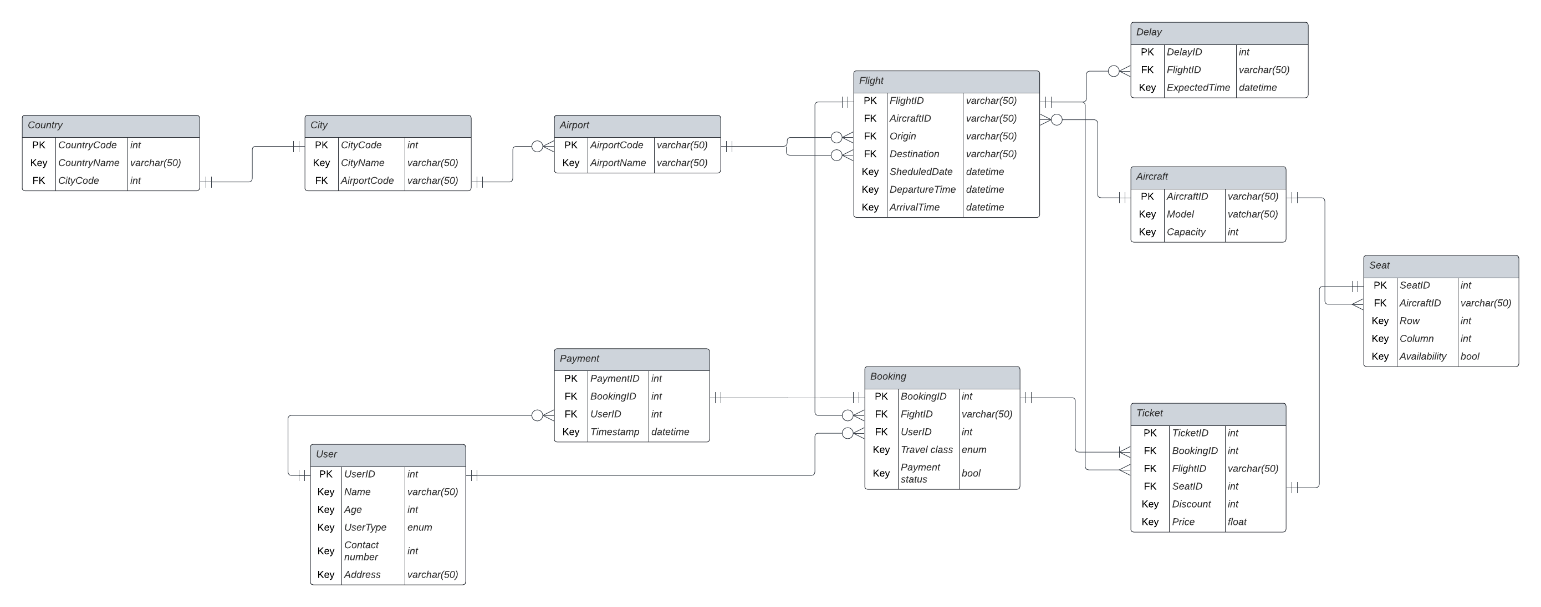 Delay
PK DelayID int
FK FlightID varchar(50)
Key ExpectedTime datetime
Flight
PK FlightID varchar(50)
FK AircraftID varchar(50)
FK Origin varchar(50)
FK Destination varchar(50)
Key SheduledDate datetime
Key DepartureTime datetime
Key ArrivalTime datetime
Country
PK CountryCode int
Key CountryName varchar(50)
FK CityCode int
City
PK CityCode int
Key CityName varchar(50)
FK AirportCode varchar(50)
Airport
PK AirportCode varchar(50)
Key AirportName varchar(50)
Aircraft
PK AircraftID varchar(50)
Key Model vatchar(50)
Key Capacity int
Seat
PK SeatID int
FK AircraftID varchar(50)
Key Row int
Key Column int
Key Availability bool
Payment
PK PaymentID int
FK BookingID int
FK UserID int
Key Timestamp datetime
Booking
PK BookingID int
FK FightID varchar(50)
FK UserID int
Key Travel class enum
Key Payment
status bool
Ticket
PK TicketID int
FK BookingID int
FK FlightID varchar(50)
FK SeatID int
Key Discount int
Key Price float
User
PK UserID int
Key Name varchar(50)
Key Age int
Key UserType enum
Key Contact
number int
Key Address varchar(50)